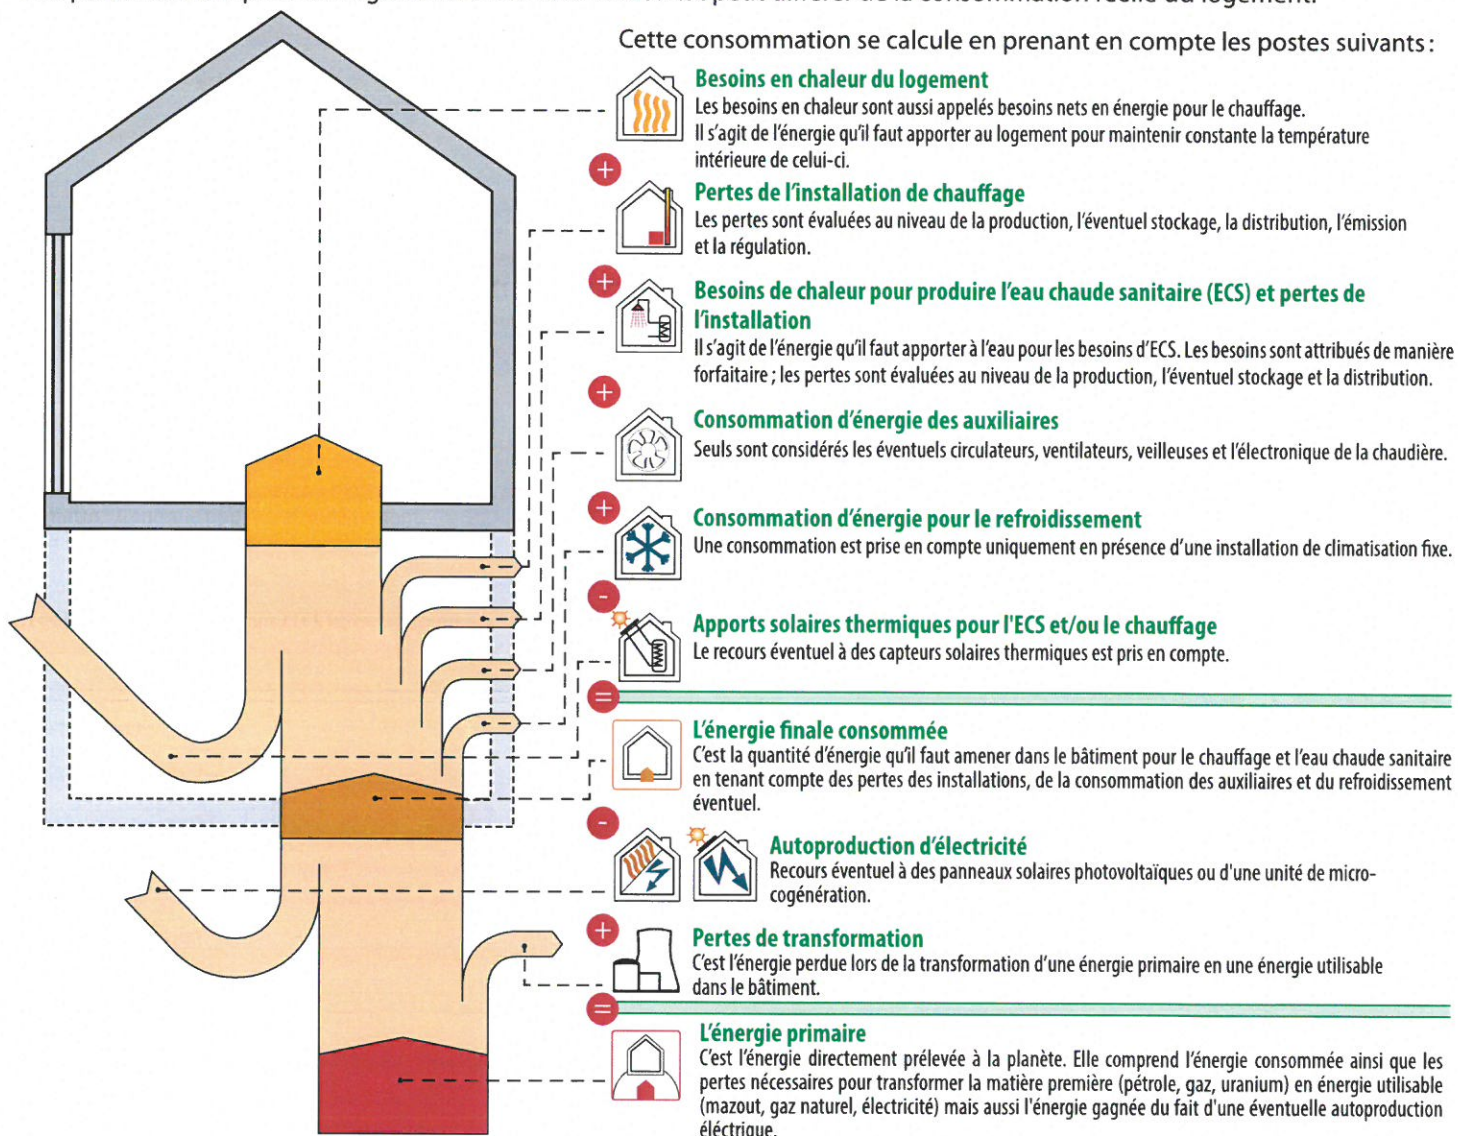 peut différer de la consommation réelle du logement.
Cette consommation se calcule en prenant en compte les postes suivants :
Besoins en chaleur du logement
Les besoins en chaleur sont aussi appelés besoins nets en énergie pour le chauffage.
Il s'agit de l'énergie qu'il faut apporter au logement pour maintenir constante la température
intérieure de celui-ci.
+
Pertes de l'installation de chauffage
Les pertes sont évaluées au niveau de la production, l'éventuel stockage, la distribution, l'émission
et la régulation.
+
Besoins de chaleur pour produire l'eau chaude sanitaire (ECS) et pertes de
l'installation
Il s'agit de l'énergie qu'il faut apporter à l'eau pour les besoins d'ECS. Les besoins sont attribués de manière
forfaitaire ; les pertes sont évaluées au niveau de la production, l'éventuel stockage et la distribution.
+
Consommation d'énergie des auxiliaires
Seuls sont considérés les éventuels circulateurs, ventilateurs, veilleuses et l'électronique de la chaudière.
+
Consommation d'énergie pour le refroidissement
Une consommation est prise en compte uniquement en présence d'une installation de climatisation fixe.
-
Apports solaires thermiques pour l'ECS et/ou le chauffage
Le recours éventuel à des capteurs solaires thermiques est pris en compte.
=
L'énergie finale consommée
C'est la quantité d'énergie qu'il faut amener dans le bâtiment pour le chauffage et l'eau chaude sanitaire
en tenant compte des pertes des installations, de la consommation des auxiliaires et du refroidissement
éventuel.
-
Autoproduction d'électricité
Recours éventuel à des panneaux solaires photovoltaïques ou d'une unité de micro-
cogénération.
+
Pertes de transformation
C'est l'énergie perdue lors de la transformation d'une énergie primaire en une énergie utilisable
dans le bâtiment.
=
L'énergie primaire
C'est l'énergie directement prélevée à la planète. Elle comprend l'énergie consommée ainsi que les
pertes nécessaires pour transformer la matière première (pétrole, gaz, uranium) en énergie utilisable
(mazout, gaz naturel, électricité) mais aussi l'énergie gagnée du fait d'une éventuelle autoproduction
éléctrique.